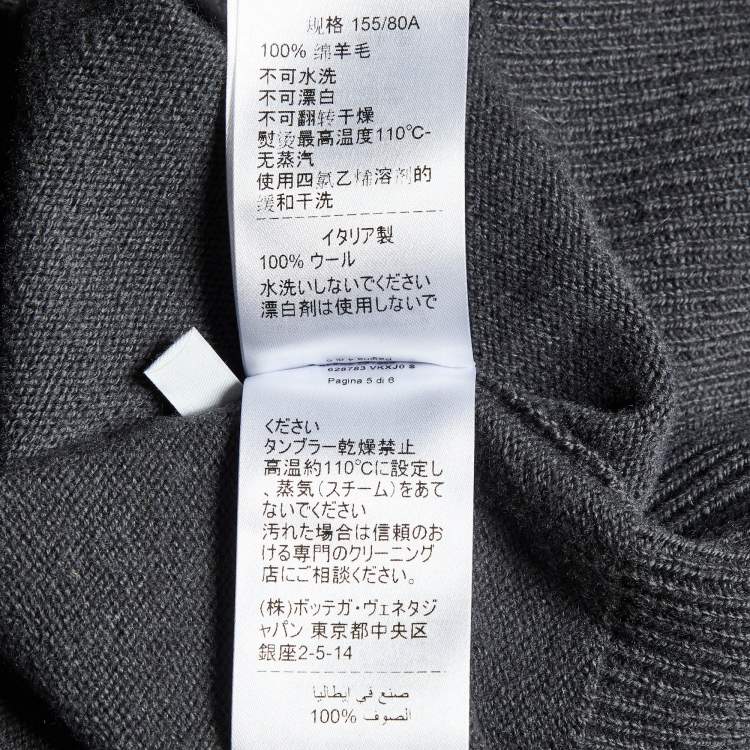 规格 155/80A
100% 绵羊毛
不可水洗
不可漂白
不可翻转干燥
熨烫最高温度110℃-
无蒸汽
使用四氯乙烯溶剂的
缓和干洗
イタリア製
100% ウール
水洗いしないでください
漂白剤は使用しないで
628783 VKXJ0 S
Pagina 5 di 6
ください
タンブラー乾燥禁止
高温約110℃に設定し
、蒸気(スチーム)をあて
ないでください
汚れた場合は信頼のお
ける専門のクリーニング
店にご相談ください。
(株)ボッテガ・ヴェネタジ
ャパン 東京都中央区
銀座2-5-14
صنع في إيطاليا
100% الصوف